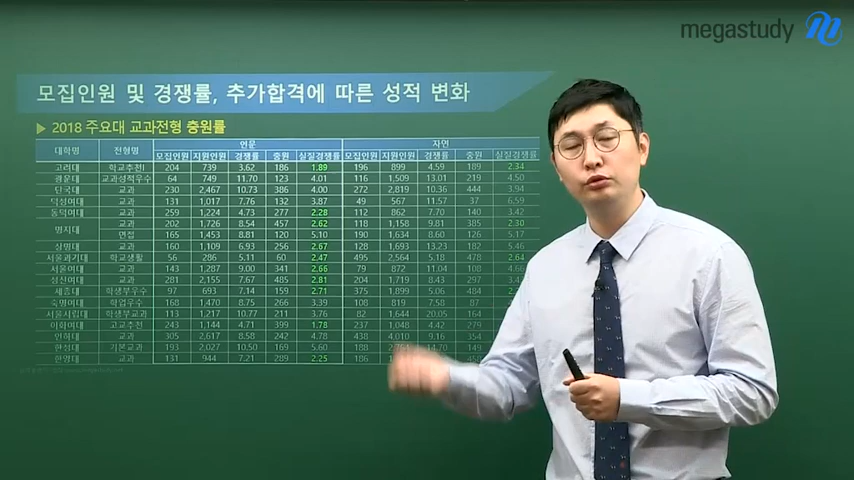 megastudy
모집인원 및 경쟁률, 추가합격에 따른 성적 변화
▶ 2018 주요대 교과전형 충원률
대학명 전형명 인문 자연
모집인원 지원인원 경쟁률 충원 실질경쟁률 모집인원 지원인원 경쟁률 충원 실질경쟁률
고려대 학교추천I 204 739 3.62 186 1.89 196 899 4.59 189 2.34
광운대 교과성적우수 64 749 11.70 123 4.01 116 1,509 13.01 219 4.50
단국대 교과 230 2,467 10.73 386 4.00 272 2,819 10.36 444 3.94
덕성여대 교과 131 1,017 7.76 132 3.87 49 567 11.57 37 6.59
동덕여대 교과 259 1,224 4.73 277 2.28 112 862 7.70 140 3.42
명지대 교과 202 1,726 8.54 457 2.62 118 1,158 9.81 385 2.30
면접 165 1,453 8.81 120 5.10 190 1,634 8.60 126 5.17
상명대 교과 160 1,109 6.93 256 2.67 128 1,693 13.23 182 5.46
서울과기대 학교생활 56 286 5.11 60 2.47 495 2,564 5.18 478 2.64
서울여대 교과 143 1,287 9.00 341 2.66 79 872 11.04 108
성신여대 교과 281 2,155 7.67 485 2.81 204 1,719 8.43 297
세종대 학생부우수 97 693 7.14 159 2.71 375 1,899 5.06 484
숙명여대 학업우수 168 1,470 8.75 266 3.39 108 819 7.58 87
서울시립대 학생부교과 113 1,217 10.77 211 3.76 82 1,644 20.05 164
이화여대 고교추천 243 1,144 4.71 399 1.78 237 1,048 4.42 279
인하대 교과 305 2,617 8.58 242 4.78 438 4,010 9.16 354
한성대 기본교과 193 2,027 10.50 169 5.60 188 149
한양대 교과 131 944 7.21 289 2.25 186